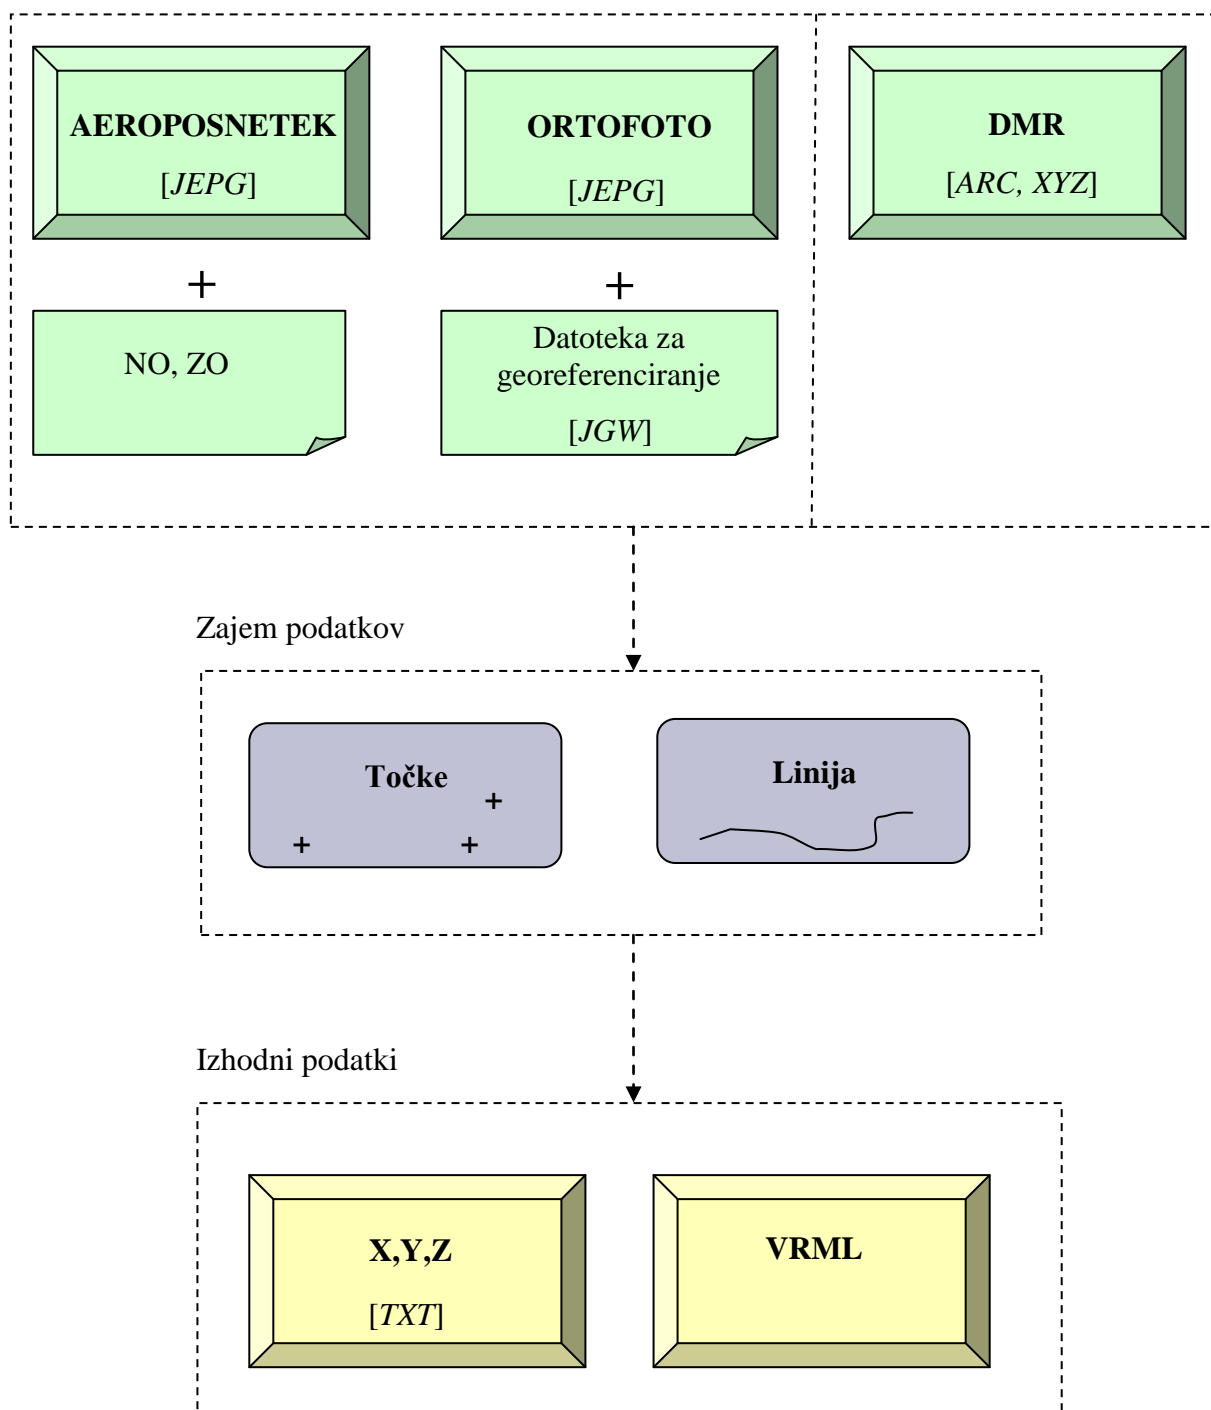 AEROPOSNETEK
[JEPG]
+
NO, ZO
ORTOFOTO
[JEPG]
+
Datoteka za
georeferenciranje
[JGW]
DMR
[ARC, XYZ]
Zajem podatkov
Točke
Linija
Izhodni podatki
X,Y,Z
[TXT]
VRML